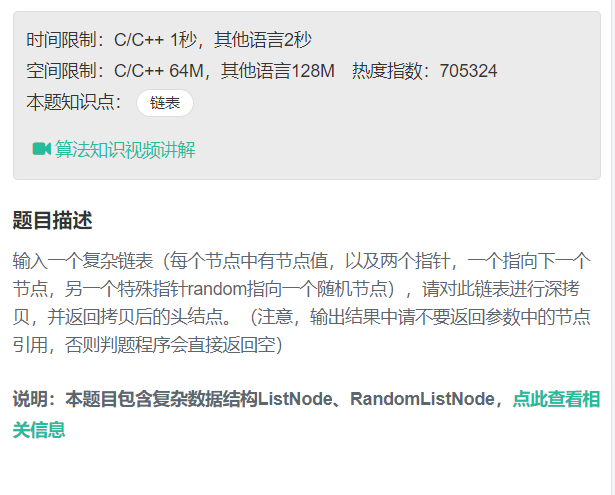 时间限制：C/C++ 1秒，其他语言2秒
空间限制：C/C++ 64M，其他语言128M 热度指数：705324
本题知识点： 链表
算法知识视频讲解
题目描述
输入一个复杂链表（每个节点中有节点值，以及两个指针，一个指向下一个
节点，另一个特殊指针random指向一个随机节点），请对此链表进行深拷
贝，并返回拷贝后的头结点。（注意，输出结果中请不要返回参数中的节点
引用，否则判题程序会直接返回空）
说明：本题目包含复杂数据结构ListNode、RandomListNode，点此查看相
关信息